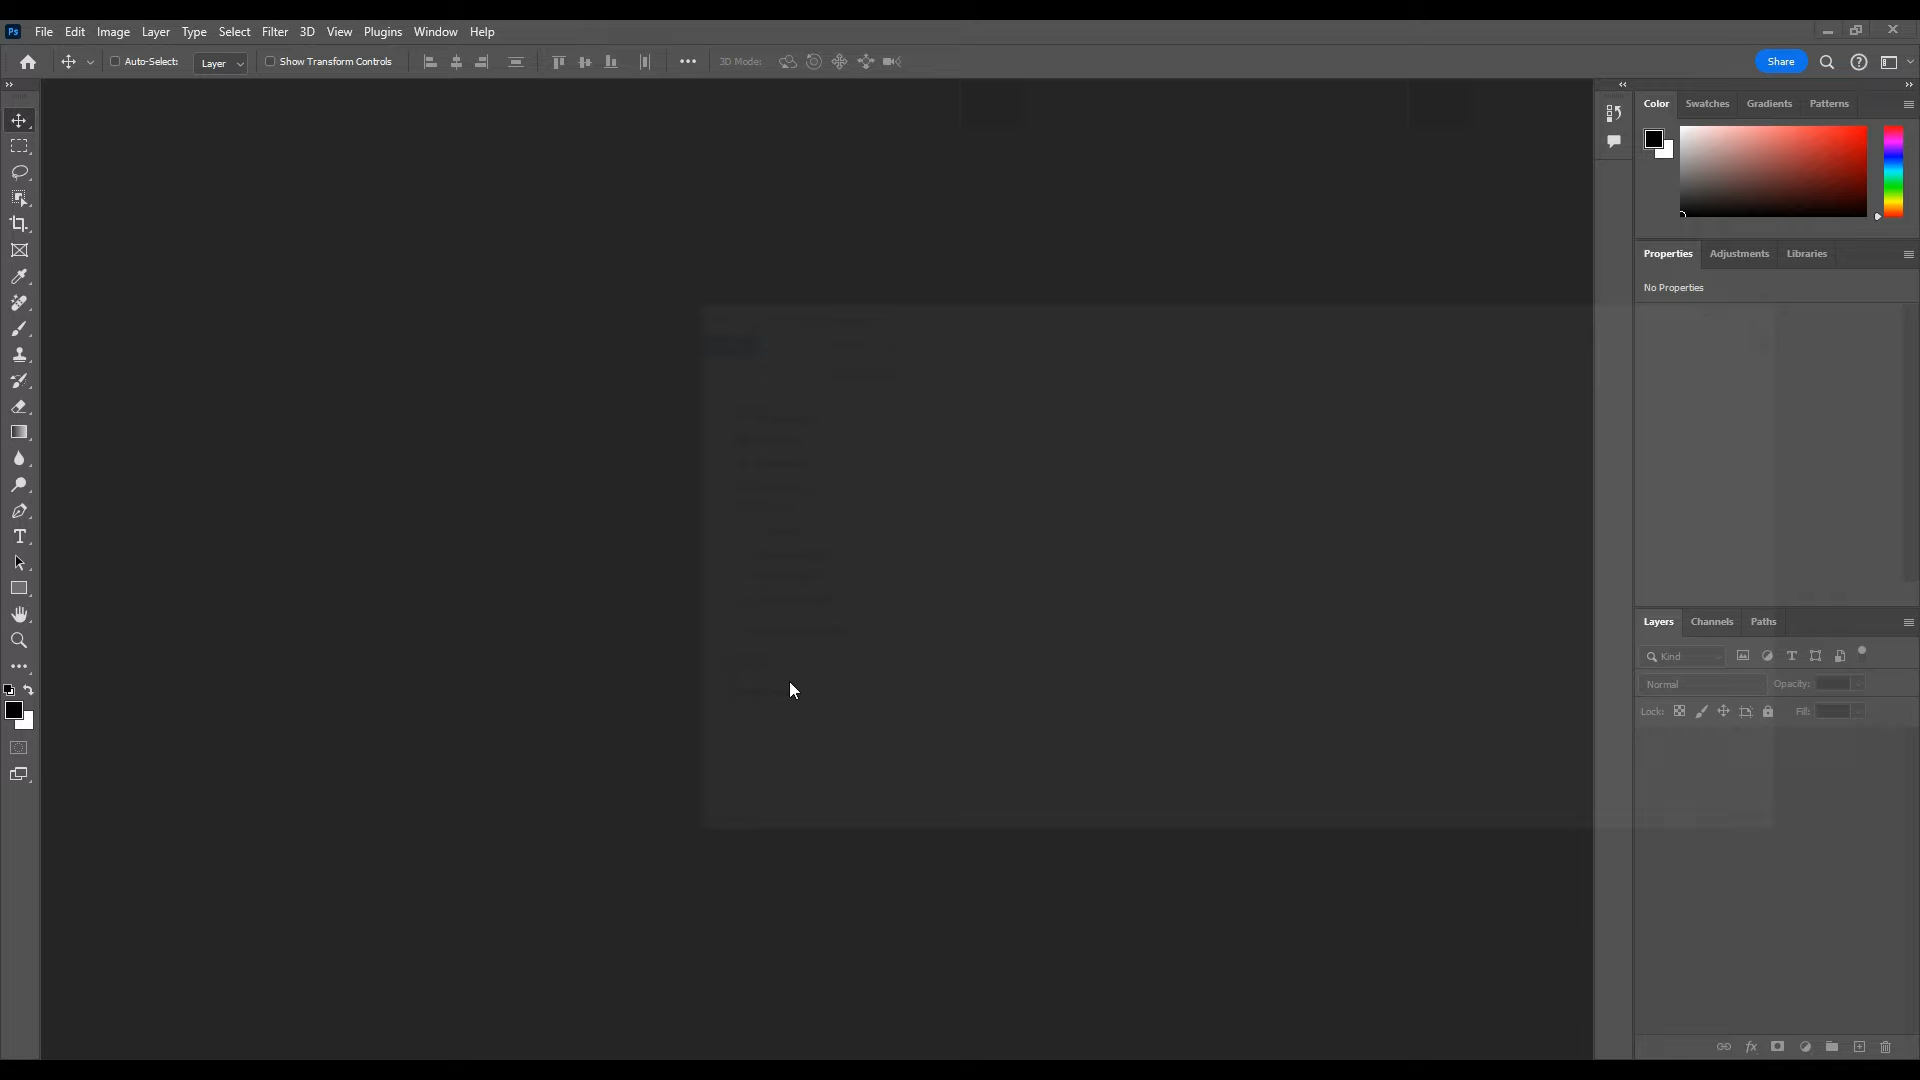 Ps File Edit Image Layer Type Select Filter 3D View Plugins Window Help
Auto-Select: Layer Show Transform Controls 3D Mode: Share
Color Swatches Gradients Patterns
Properties Adjustments Libraries
No Properties
Layers Channels Paths
Kind
Normal Opacity:
Lock: Fill: